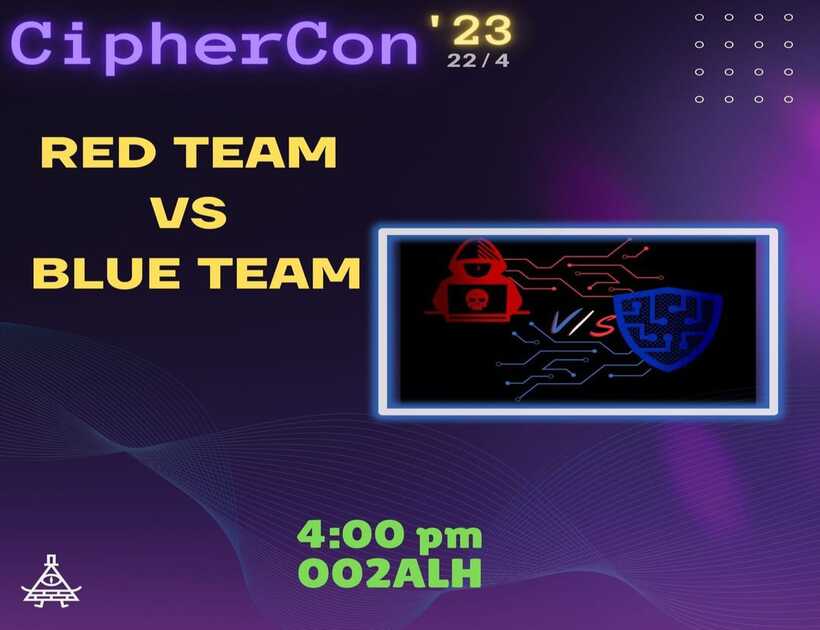 CipherCon '23
22/4
RED TEAM
VS
BLUE TEAM
V/S
4:00 pm
002ALH